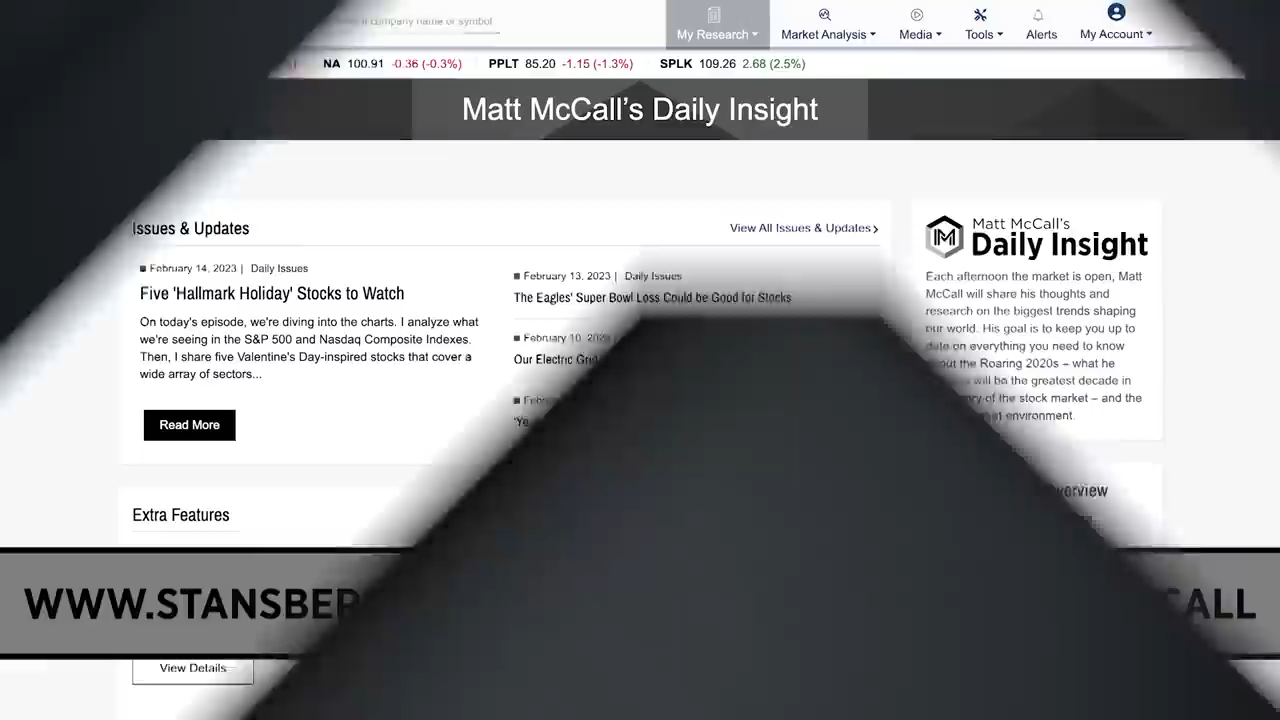 company name or symbol
My Research
Market Analysis
Media
Tools
Alerts
My Account
NA 100.91 -0.36 (-0.3%) PPLT 85.20 -1.15 (-1.3%) SPLK 109.26 2.68 (2.5%)
Matt McCall's Daily Insight
Issues & Updates
View All Issues & Updates
February 14, 2023 | Daily Issues
Five 'Hallmark Holiday' Stocks to Watch
On today's episode, we're diving into the charts. I analyze what
we're seeing in the S&P 500 and Nasdaq Composite Indexes.
Then, I share five Valentine's Day-inspired stocks that cover a
wide array of sectors...
Read More
February 13, 2023 | Daily Issues
The Eagles' Super Bowl Loss Could be Good for Stocks
February 10,
Our Electric
Matt McCall's
Daily Insight
Each afternoon the market is open, Matt
McCall will share his thoughts and
research on the biggest trends shaping
our world. His goal is to keep you up to
date on everything you need to know
the Roaring 2020s – what he
will be the greatest decade in
of the stock market – and the
environment.
Extra Features
WWW.STANSBER
CALL
View Details